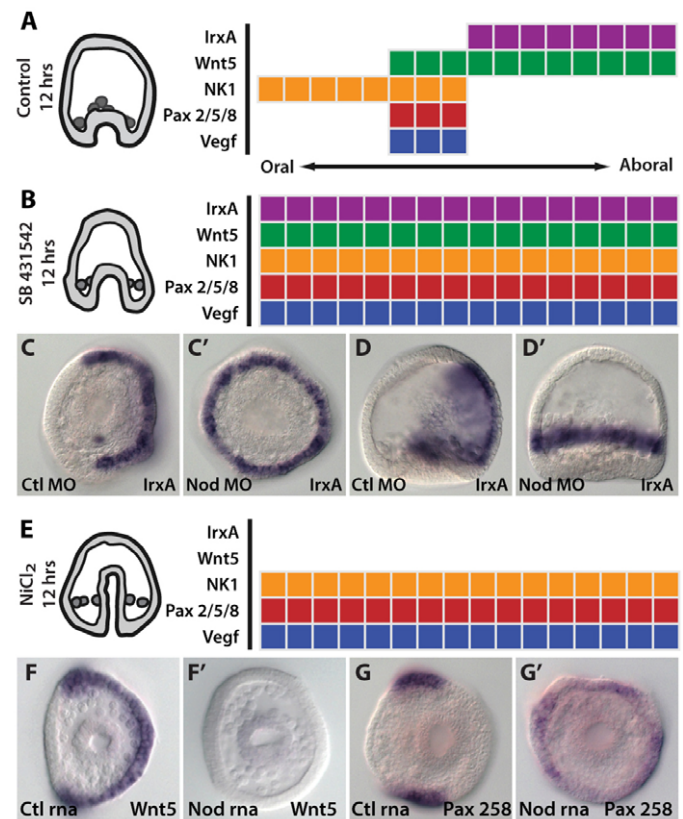 A
Control
12 hrs
IrxA
Wnt5
NK1
Pax 2/5/8
Vegf
Oral
Aboral
B
SB 431542
12 hrs
IrxA
Wnt5
NK1
Pax 2/5/8
Vegf
C
Ctl MO IrxA
C′
Nod MO IrxA
D
Ctl MO IrxA
D′
Nod MO IrxA
E
NiCl₂
12 hrs
IrxA
Wnt5
NK1
Pax 2/5/8
Vegf
F
Ctl rna Wnt5
F′
Nod rna Wnt5
G
Ctl rna Pax 258
G′
Nod rna Pax 258